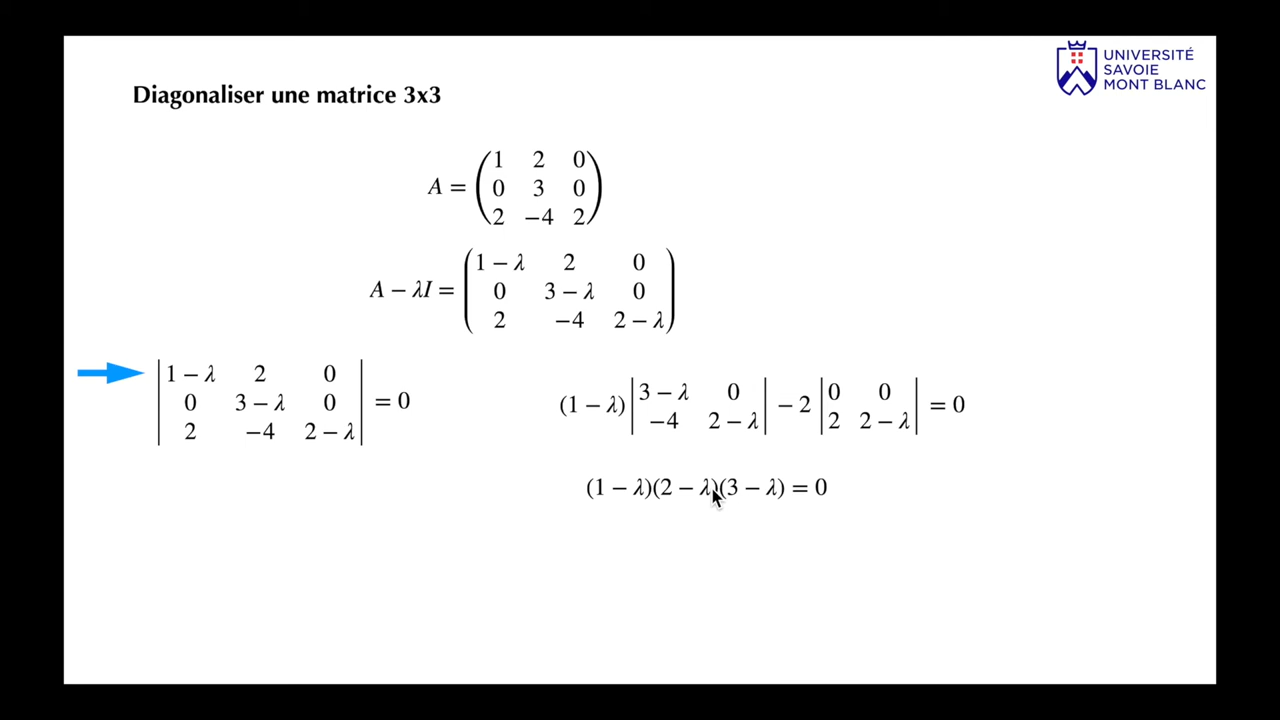 UNIVERSITÉ
SAVOIE
MONT BLANC
Diagonaliser une matrice 3x3
A = (1 2 0
0 3 0
2 −4 2)
A − λI = (1 − λ 2 0
0 3 − λ 0
2 −4 2 − λ)
|1 − λ 2 0
0 3 − λ 0
2 −4 2 − λ| = 0
(1 − λ) |3 − λ 0
−4 2 − λ| − 2 |0 0
2 2 − λ| = 0
(1 − λ)(2 − λ)(3 − λ) = 0